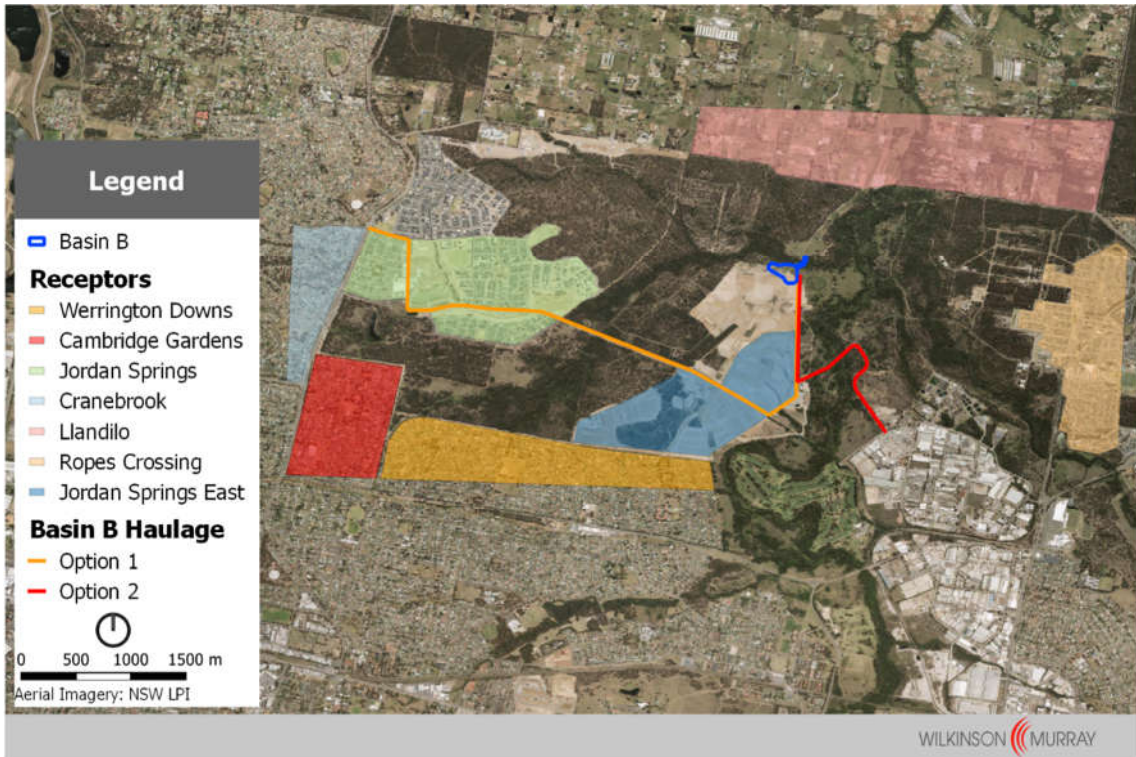 Legend
Basin B
Receptors
Werrington Downs
Cambridge Gardens
Jordan Springs
Cranebrook
Llandilo
Ropes Crossing
Jordan Springs East
Basin B Haulage
Option 1
Option 2
0 500 1000 1500 m
Aerial Imagery: NSW LPI
WILKINSON MURRAY